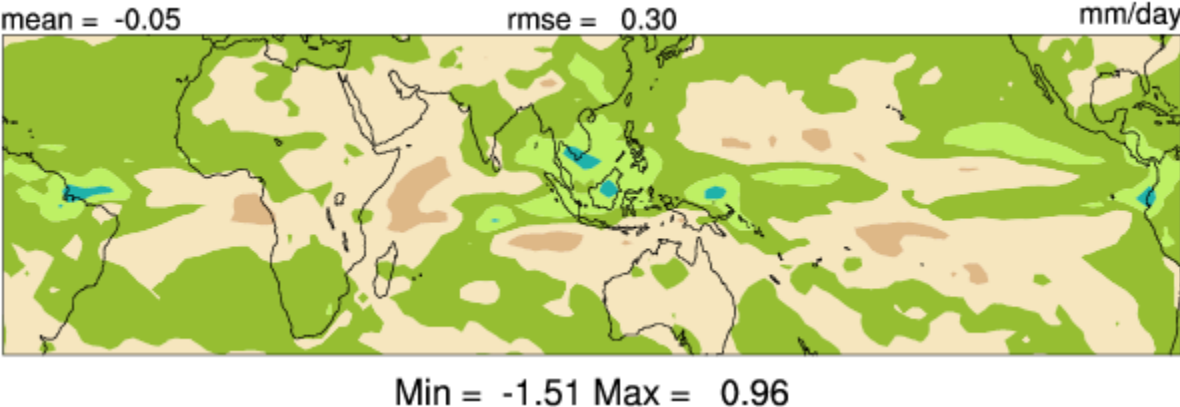 mean = -0.05 rmse = 0.30 mm/day
Min = -1.51 Max = 0.96